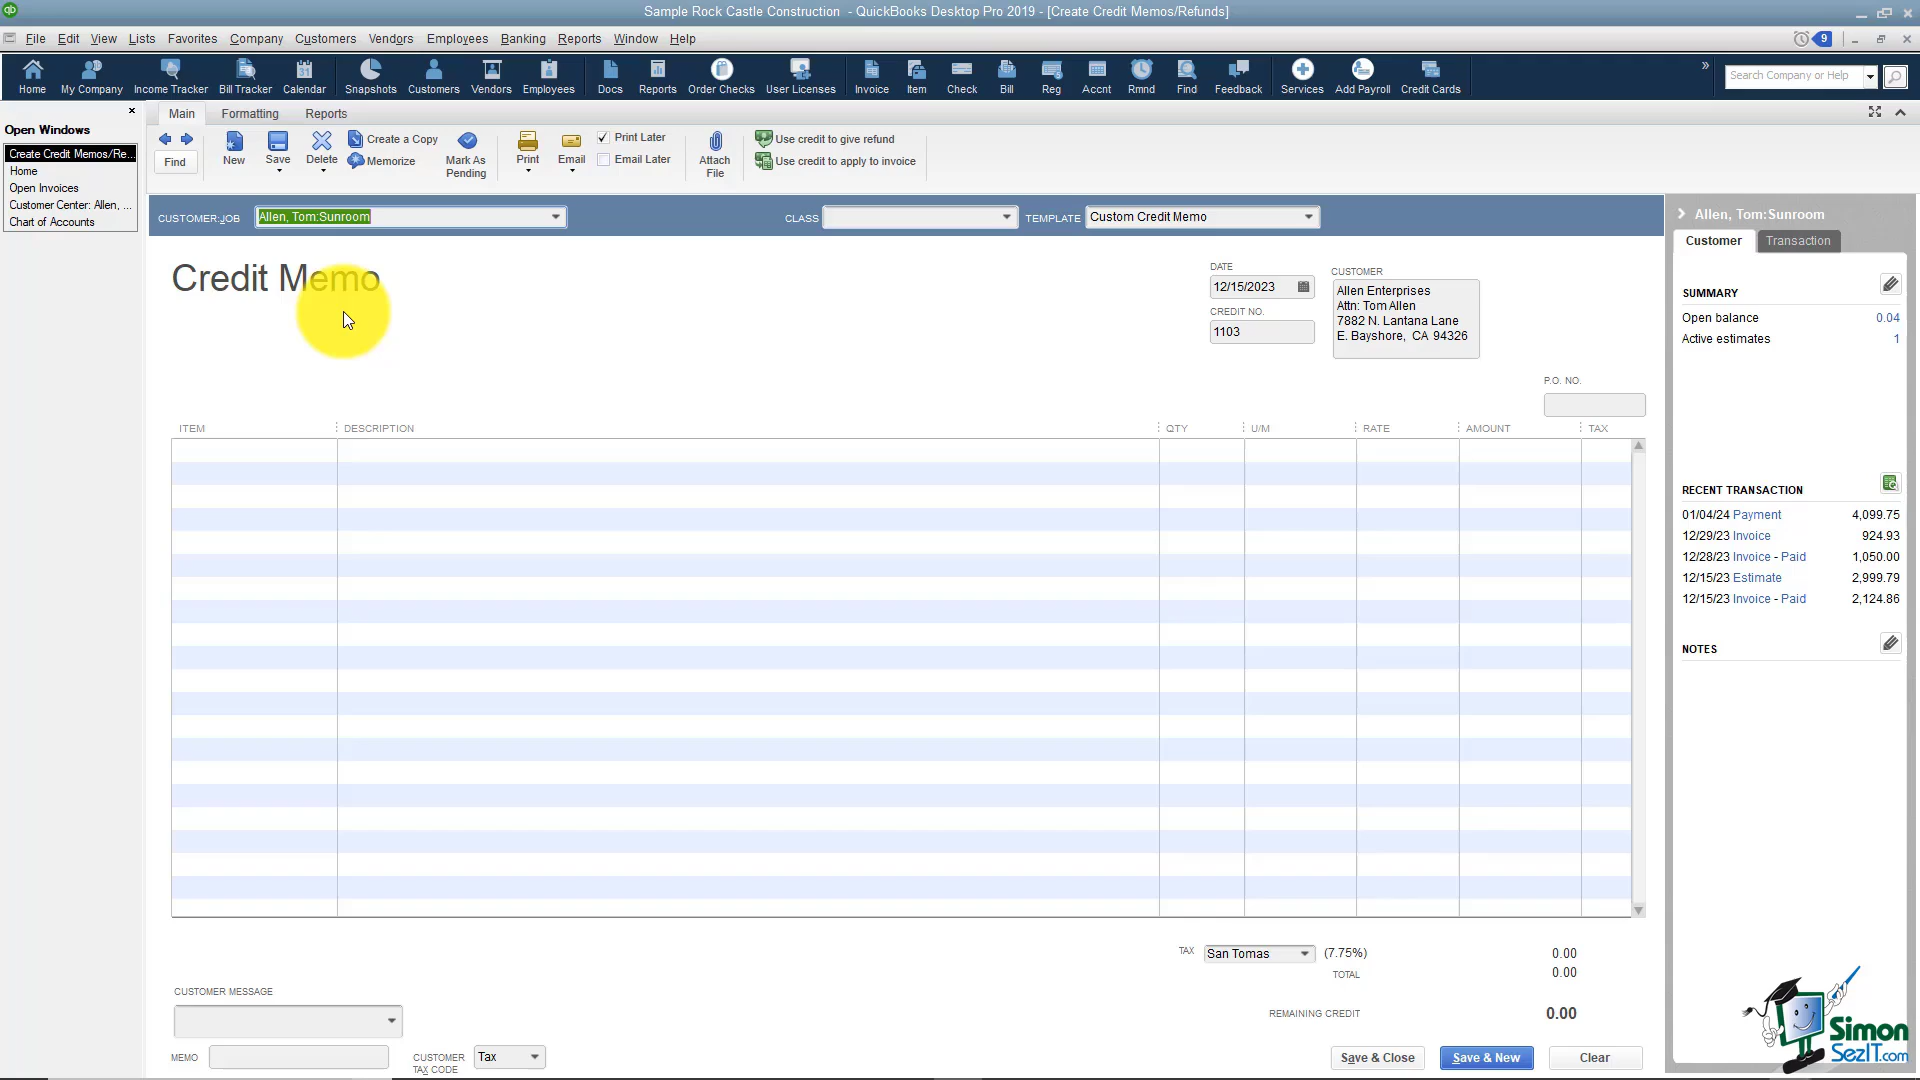 Sample Rock Castle Construction - QuickBooks Desktop Pro 2019 - [Create Credit Memos/Refunds]
File Edit View Lists Favorites Company Customers Vendors Employees Banking Reports Window Help
9
Home My Company Income Tracker Bill Tracker Calendar Snapshots Customers Vendors Employees Docs Reports Order Checks User Licenses Invoice Item Check Bill Reg Accnt Rmnd Find Feedback Services Add Payroll Credit Cards
Search Company or Help
Open Windows
Create Credit Memos/Re...
Home
Open Invoices
Customer Center: Allen, ...
Chart of Accounts
Main Formatting Reports
Find
New
Save
Delete
Create a Copy
Memorize
Mark As
Pending
Print
Email
Print Later
Email Later
Attach
File
Use credit to give refund
Use credit to apply to invoice
CUSTOMER:JOB Allen, Tom:Sunroom CLASS TEMPLATE Custom Credit Memo
Credit Memo
DATE
12/15/2023
CREDIT NO.
1103
CUSTOMER
Allen Enterprises
Attn: Tom Allen
7882 N. Lantana Lane
E. Bayshore, CA 94326
P.O. NO.
ITEM DESCRIPTION QTY U/M RATE AMOUNT TAX
TAX San Tomas (7.75%) 0.00
TOTAL 0.00
REMAINING CREDIT 0.00
CUSTOMER MESSAGE
MEMO
CUSTOMER
TAX CODE
Tax
Save & Close Save & New Clear
Allen, Tom:Sunroom
Customer Transaction
SUMMARY
Open balance 0.04
Active estimates 1
RECENT TRANSACTION
01/04/24 Payment 4,099.75
12/29/23 Invoice 924.93
12/28/23 Invoice - Paid 1,050.00
12/15/23 Estimate 2,999.79
12/15/23 Invoice - Paid 2,124.86
NOTES
Simon
SezIT.com
qb